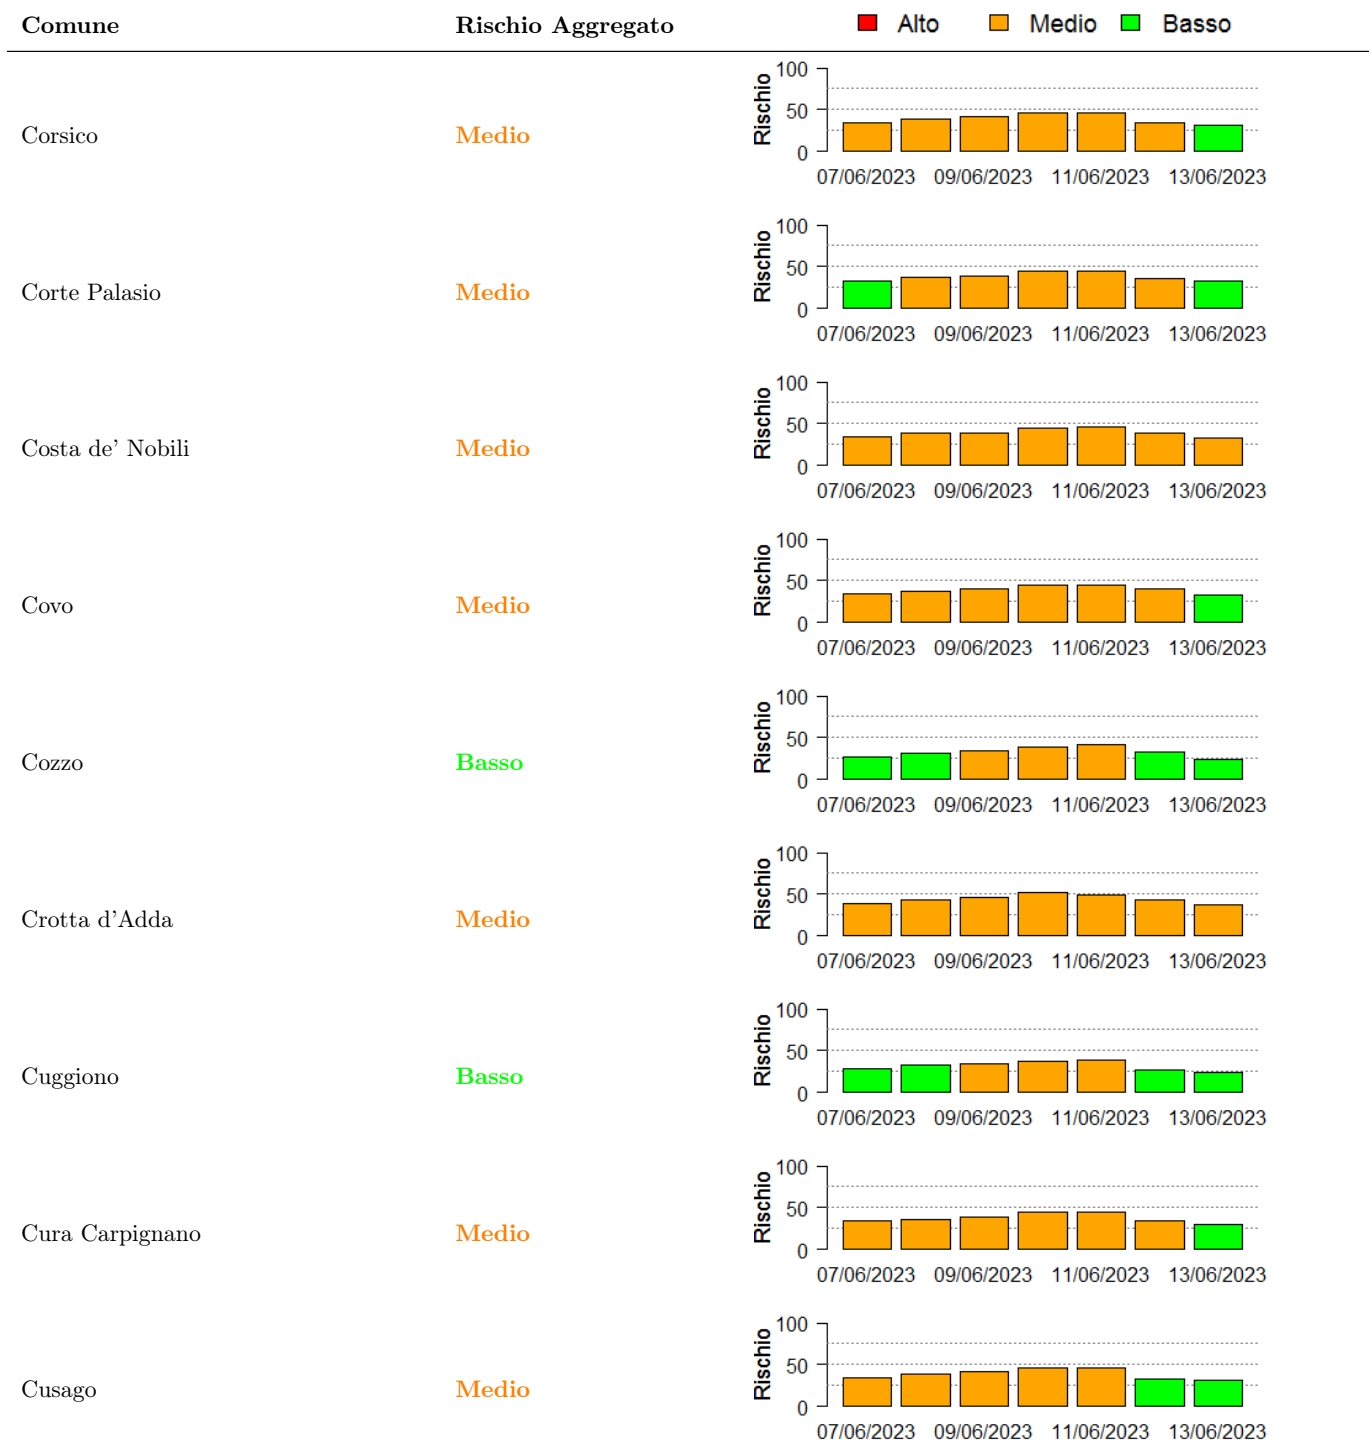 Comune Rischio Aggregato Alto Medio Basso
100
50
0
Rischio
Corsico Medio
07/06/2023 09/06/2023 11/06/2023 13/06/2023
100
50
0
Rischio
Corte Palasio Medio
07/06/2023 09/06/2023 11/06/2023 13/06/2023
100
50
0
Rischio
Costa de' Nobili Medio
07/06/2023 09/06/2023 11/06/2023 13/06/2023
100
50
0
Rischio
Covo Medio
07/06/2023 09/06/2023 11/06/2023 13/06/2023
100
50
0
Rischio
Cozzo Basso
07/06/2023 09/06/2023 11/06/2023 13/06/2023
100
50
0
Rischio
Crotta d'Adda Medio
07/06/2023 09/06/2023 11/06/2023 13/06/2023
100
50
0
Rischio
Cuggiono Basso
07/06/2023 09/06/2023 11/06/2023 13/06/2023
100
50
0
Rischio
Cura Carpignano Medio
07/06/2023 09/06/2023 11/06/2023 13/06/2023
100
50
0
Rischio
Cusago Medio
07/06/2023 09/06/2023 11/06/2023 13/06/2023